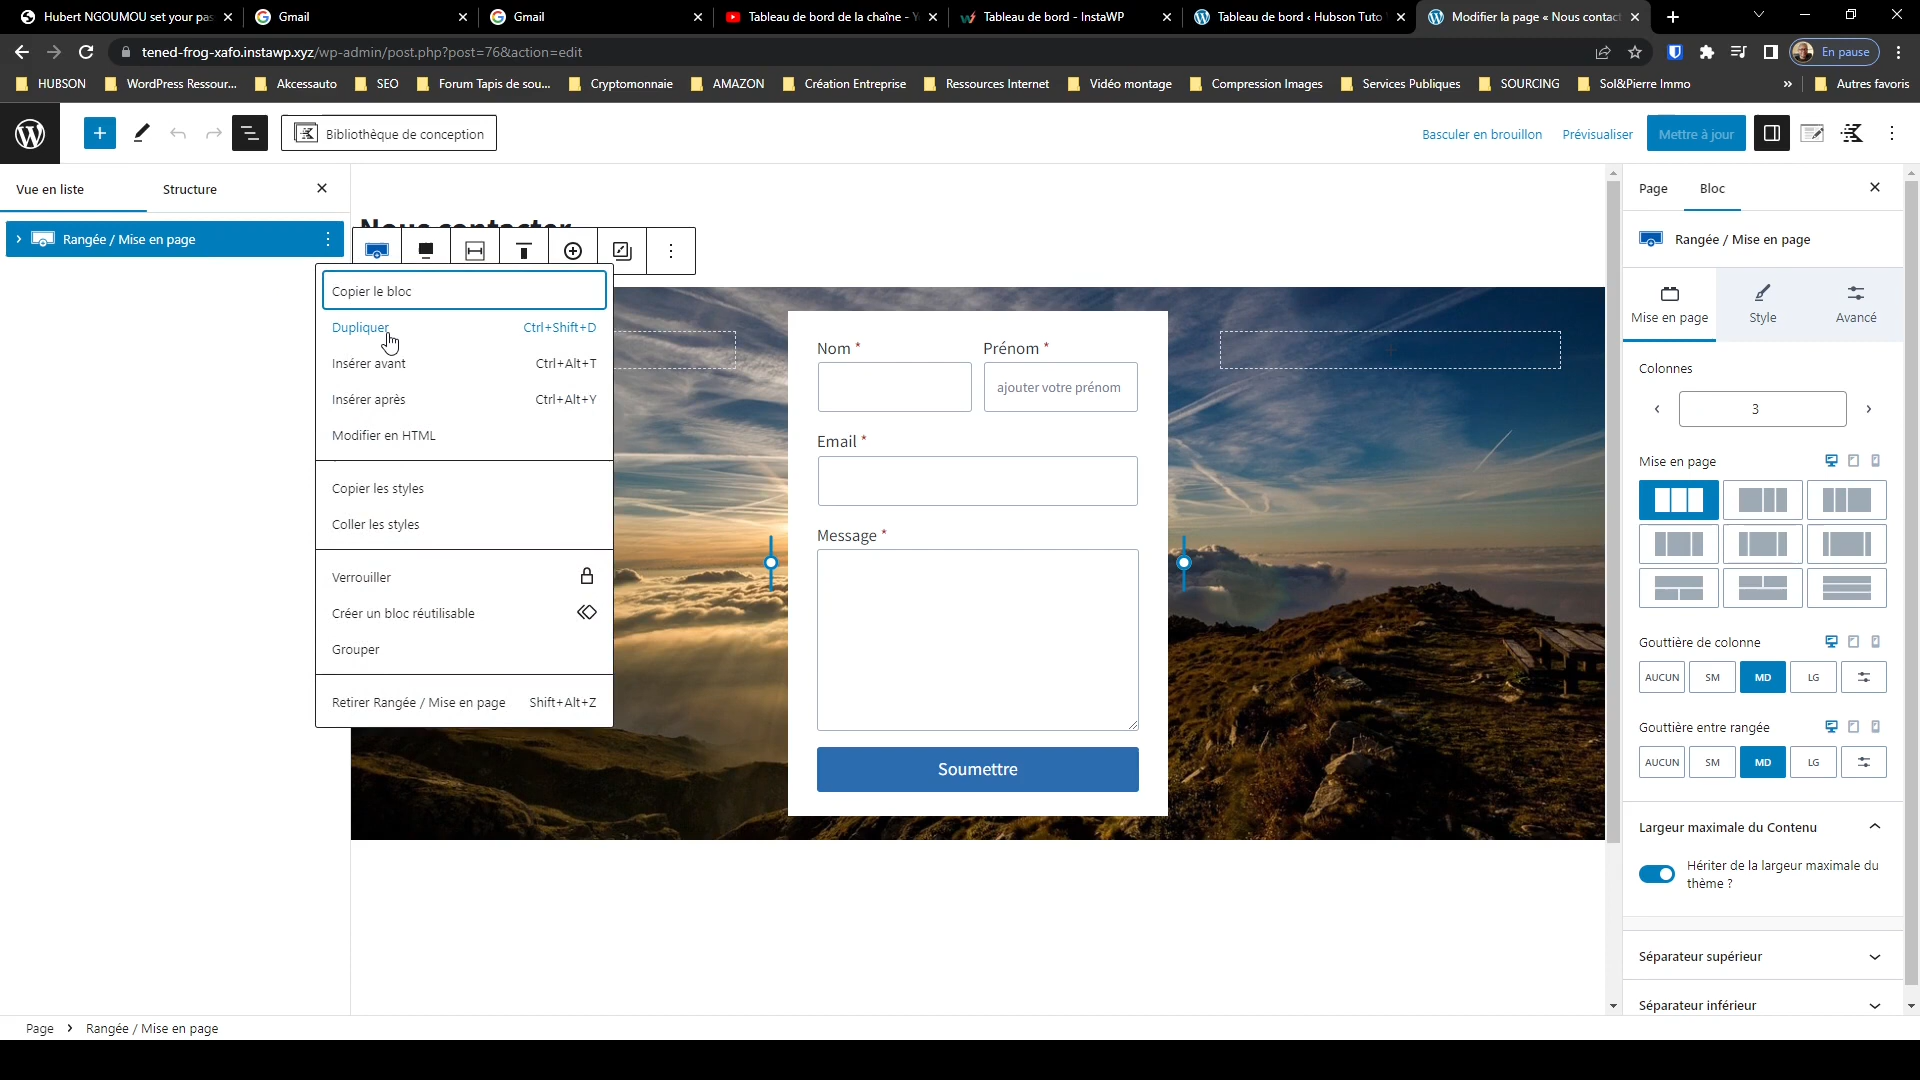 Hubert NGOUMOU set your pas
Gmail
Gmail
Tableau de bord de la chaîne - Y
Tableau de bord - InstaWP
Tableau de bord ‹ Hubson Tuto
Modifier la page « Nous contact
tened-frog-xafo.instawp.xyz/wp-admin/post.php?post=76&action=edit
En pause
HUBSON
WordPress Ressour...
Akcessauto
SEO
Forum Tapis de sou...
Cryptomonnaie
AMAZON
Création Entreprise
Ressources Internet
Vidéo montage
Compression Images
Services Publiques
SOURCING
Sol&Pierre Immo
»
Autres favoris
Bibliothèque de conception
Basculer en brouillon
Prévisualiser
Mettre à jour
Vue en liste
Structure
Rangée / Mise en page
Nous contacter
Copier le bloc
Dupliquer Ctrl+Shift+D
Insérer avant Ctrl+Alt+T
Insérer après Ctrl+Alt+Y
Modifier en HTML
Copier les styles
Coller les styles
Verrouiller
Créer un bloc réutilisable
Grouper
Retirer Rangée / Mise en page Shift+Alt+Z
Nom *
Prénom *
ajouter votre prénom
Email *
Message *
Soumettre
Page
Bloc
Rangée / Mise en page
Mise en page
Style
Avancé
Colonnes
3
Mise en page
Gouttière de colonne
AUCUN
SM
MD
LG
Gouttière entre rangée
AUCUN
SM
MD
LG
Largeur maximale du Contenu
Hériter de la largeur maximale du
thème ?
Séparateur supérieur
Séparateur inférieur
Page › Rangée / Mise en page